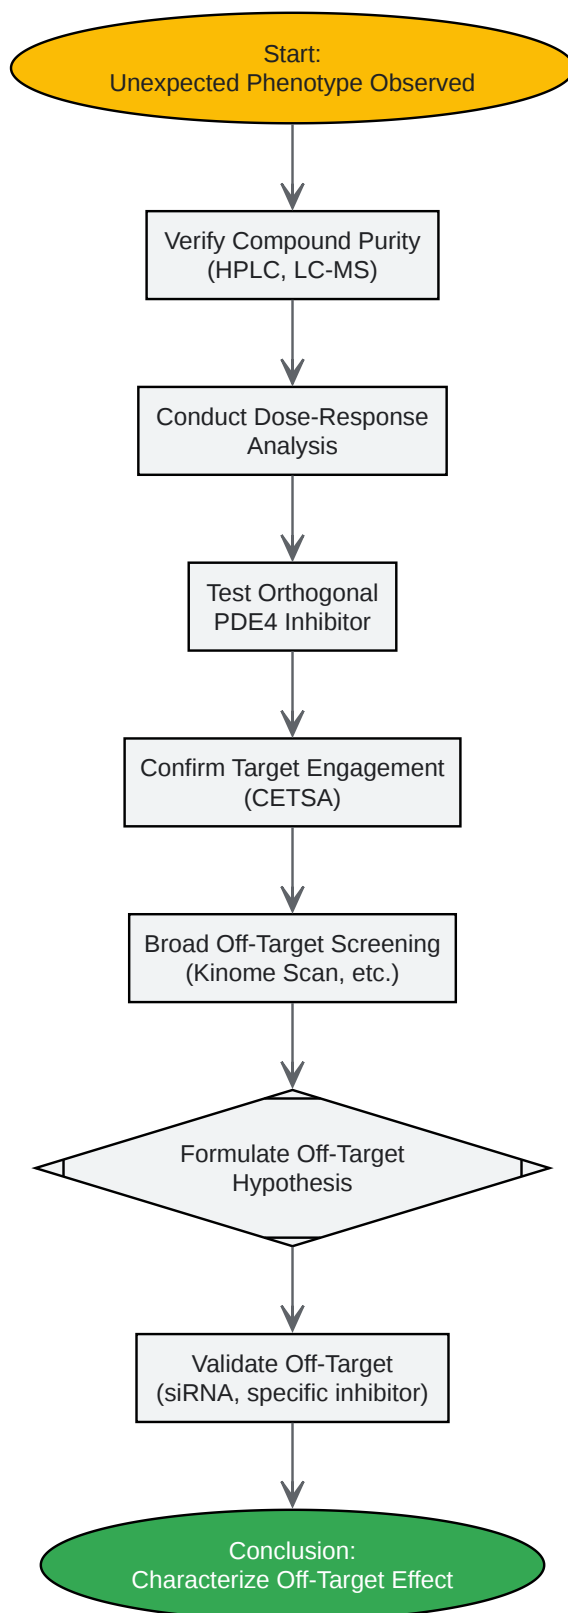 Start:
Unexpected Phenotype Observed
Verify Compound Purity
(HPLC, LC-MS)
Conduct Dose-Response
Analysis
Test Orthogonal
PDE4 Inhibitor
Confirm Target Engagement
(CETSA)
Broad Off-Target Screening
(Kinome Scan, etc.)
Formulate Off-Target
Hypothesis
Validate Off-Target
(siRNA, specific inhibitor)
Conclusion:
Characterize Off-Target Effect